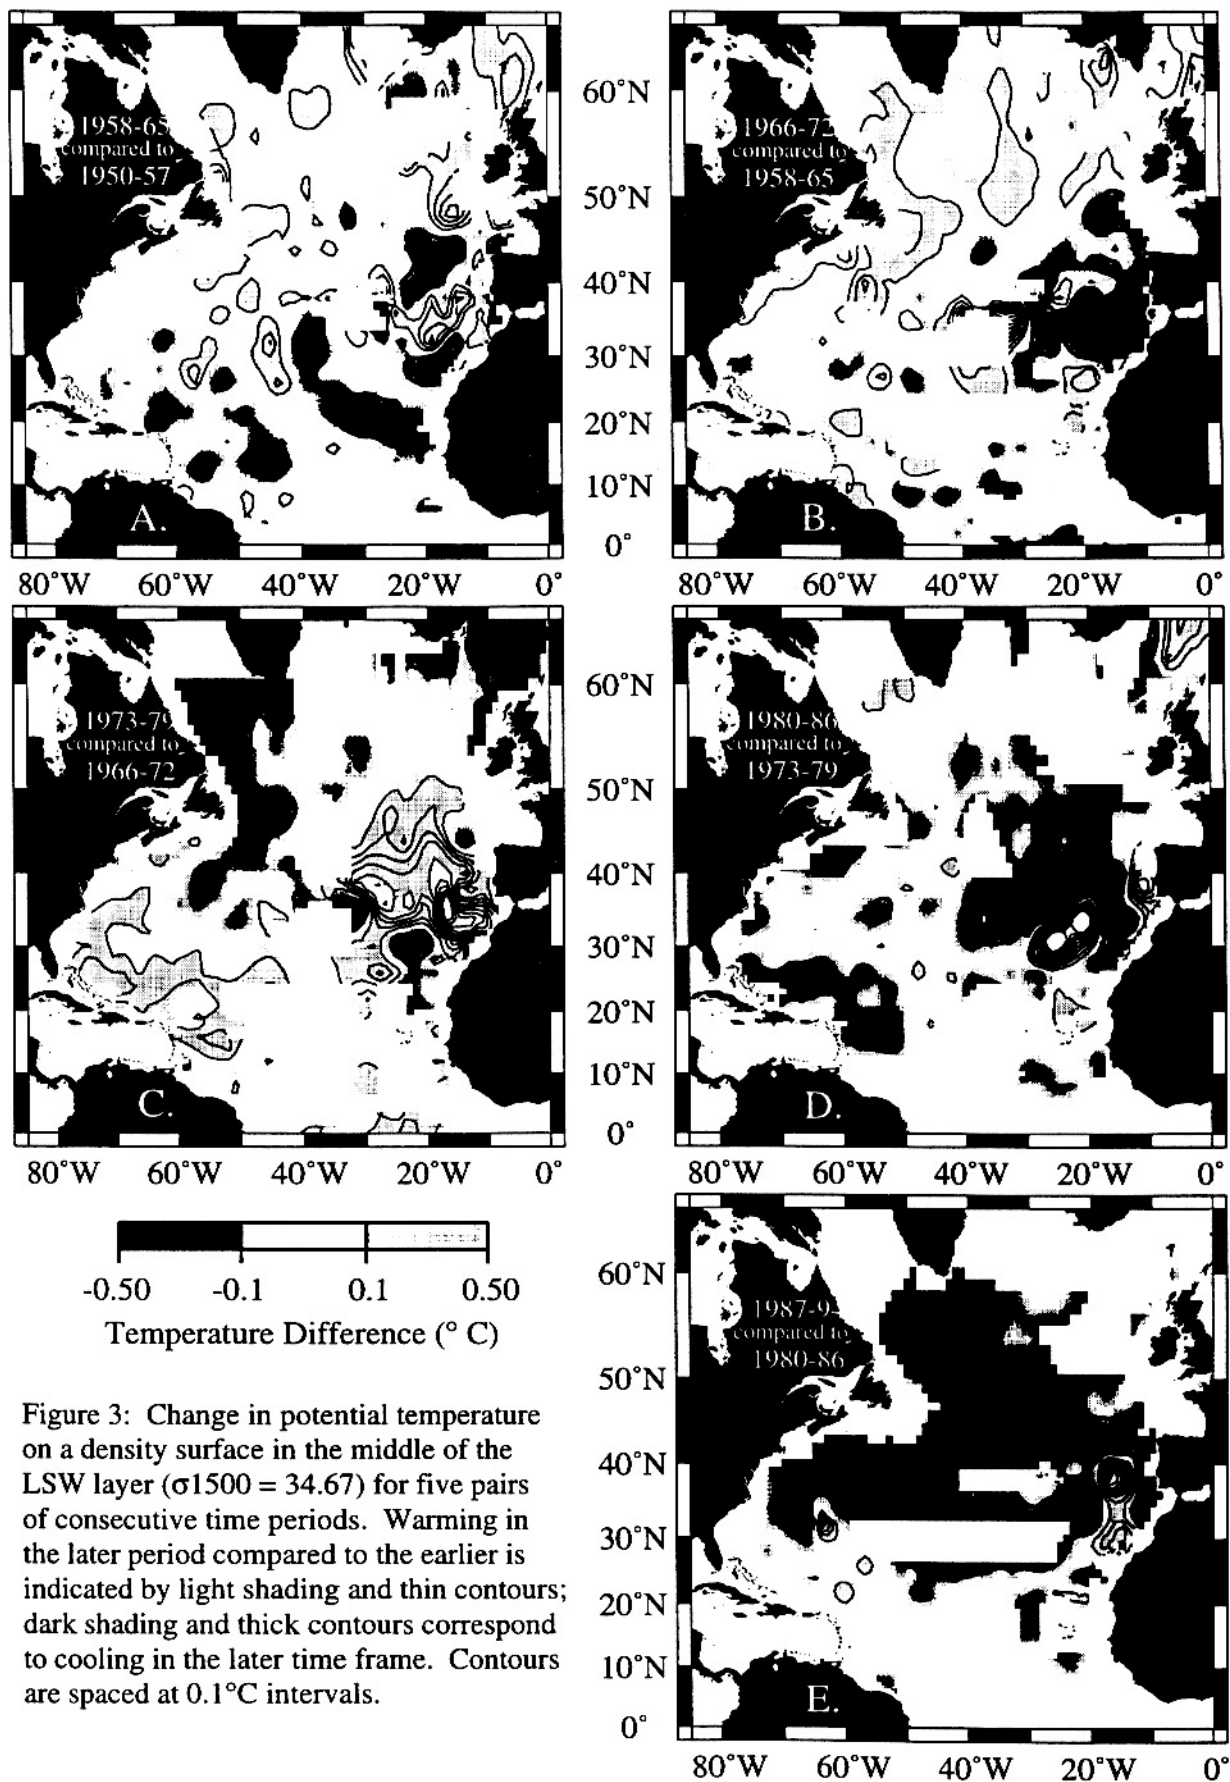 1958-65
compared to
1950-57
A.
60°N
50°N
40°N
30°N
20°N
10°N
0°
1966-72
compared to
1958-65
B.
80°W 60°W 40°W 20°W 0°
80°W 60°W 40°W 20°W 0°
1973-79
compared to
1966-72
C.
60°N
50°N
40°N
30°N
20°N
10°N
0°
1980-86
compared to
1973-79
D.
80°W 60°W 40°W 20°W 0°
80°W 60°W 40°W 20°W 0°
-0.50 -0.1 0.1 0.50
Temperature Difference (° C)
60°N
50°N
40°N
30°N
20°N
10°N
0°
1987-9
compared to
1980-86
E.
80°W 60°W 40°W 20°W 0°
Figure 3: Change in potential temperature
on a density surface in the middle of the
LSW layer (σ1500 = 34.67) for five pairs
of consecutive time periods. Warming in
the later period compared to the earlier is
indicated by light shading and thin contours;
dark shading and thick contours correspond
to cooling in the later time frame. Contours
are spaced at 0.1°C intervals.